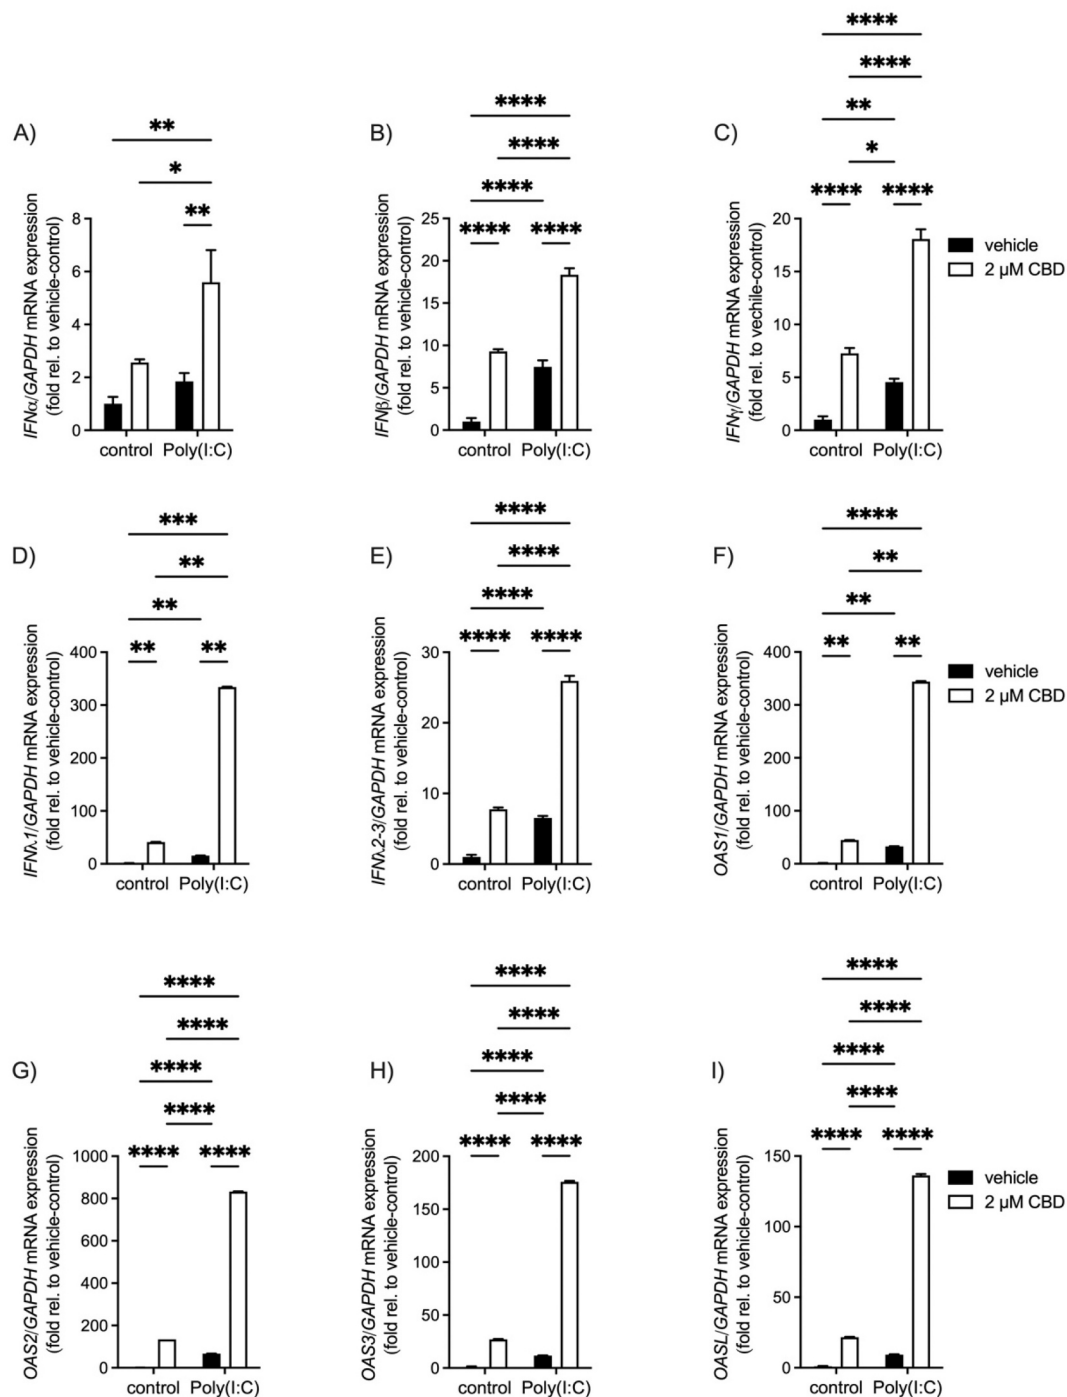 A)
**
*
**
IFNα/GAPDH mRNA expression
(fold rel. to vehicle-control)
8
6
4
2
0
control Poly(I:C)
B)
****
****
****
**** ****
IFNβ/GAPDH mRNA expression
(fold rel. to vehicle-control)
25
20
15
10
5
0
control Poly(I:C)
C)
****
****
**
*
**** ****
IFNγ/GAPDH mRNA expression
(fold rel. to vechile-control)
20
15
10
5
0
control Poly(I:C)
vehicle
2 µM CBD
D)
***
**
**
** **
IFNλ1/GAPDH mRNA expression
(fold rel. to vehicle-control)
400
300
200
100
0
control Poly(I:C)
E)
****
****
****
**** ****
IFNλ2-3/GAPDH mRNA expression
(fold rel. to vehicle-control)
30
20
10
0
control Poly(I:C)
F)
****
**
**
** **
OAS1/GAPDH mRNA expression
(fold rel. to vehicle-control)
400
300
200
100
0
control Poly(I:C)
vehicle
2 µM CBD
G)
****
****
****
****
**** ****
OAS2/GAPDH mRNA expression
(fold rel. to vehicle-control)
1000
800
600
400
200
0
control Poly(I:C)
H)
****
****
****
****
**** ****
OAS3/GAPDH mRNA expression
(fold rel. to vehicle-control)
200
150
100
50
0
control Poly(I:C)
I)
****
****
****
****
**** ****
OASL/GAPDH mRNA expression
(fold rel. to vehicle-control)
150
100
50
0
control Poly(I:C)
vehicle
2 µM CBD